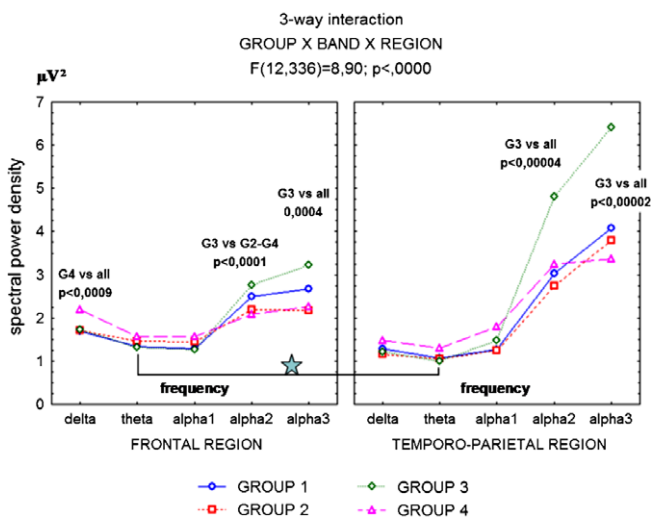 3-way interaction
GROUP X BAND X REGION
F(12,336)=8,90; p<,0000
μV²
7
6
5
4
3
2
1
0
spectral power density
G4 vs all
p<0,0009
G3 vs G2-G4
p<0,0001
G3 vs all
0,0004
G3 vs all
p<0,00004
G3 vs all
p<0,00002
frequency
frequency
delta theta alpha1 alpha2 alpha3
delta theta alpha1 alpha2 alpha3
FRONTAL REGION
TEMPORO-PARIETAL REGION
GROUP 1
GROUP 2
GROUP 3
GROUP 4